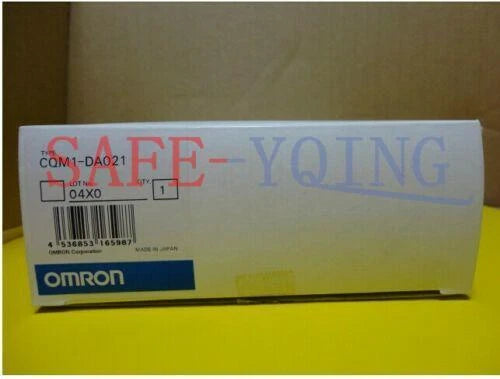 TYPE
CQM1-DA021
SAFE-YQING
LOT No. QTY.
04X0 1
4 536853 165987
OMRON Corporation MADE IN JAPAN
OMRON